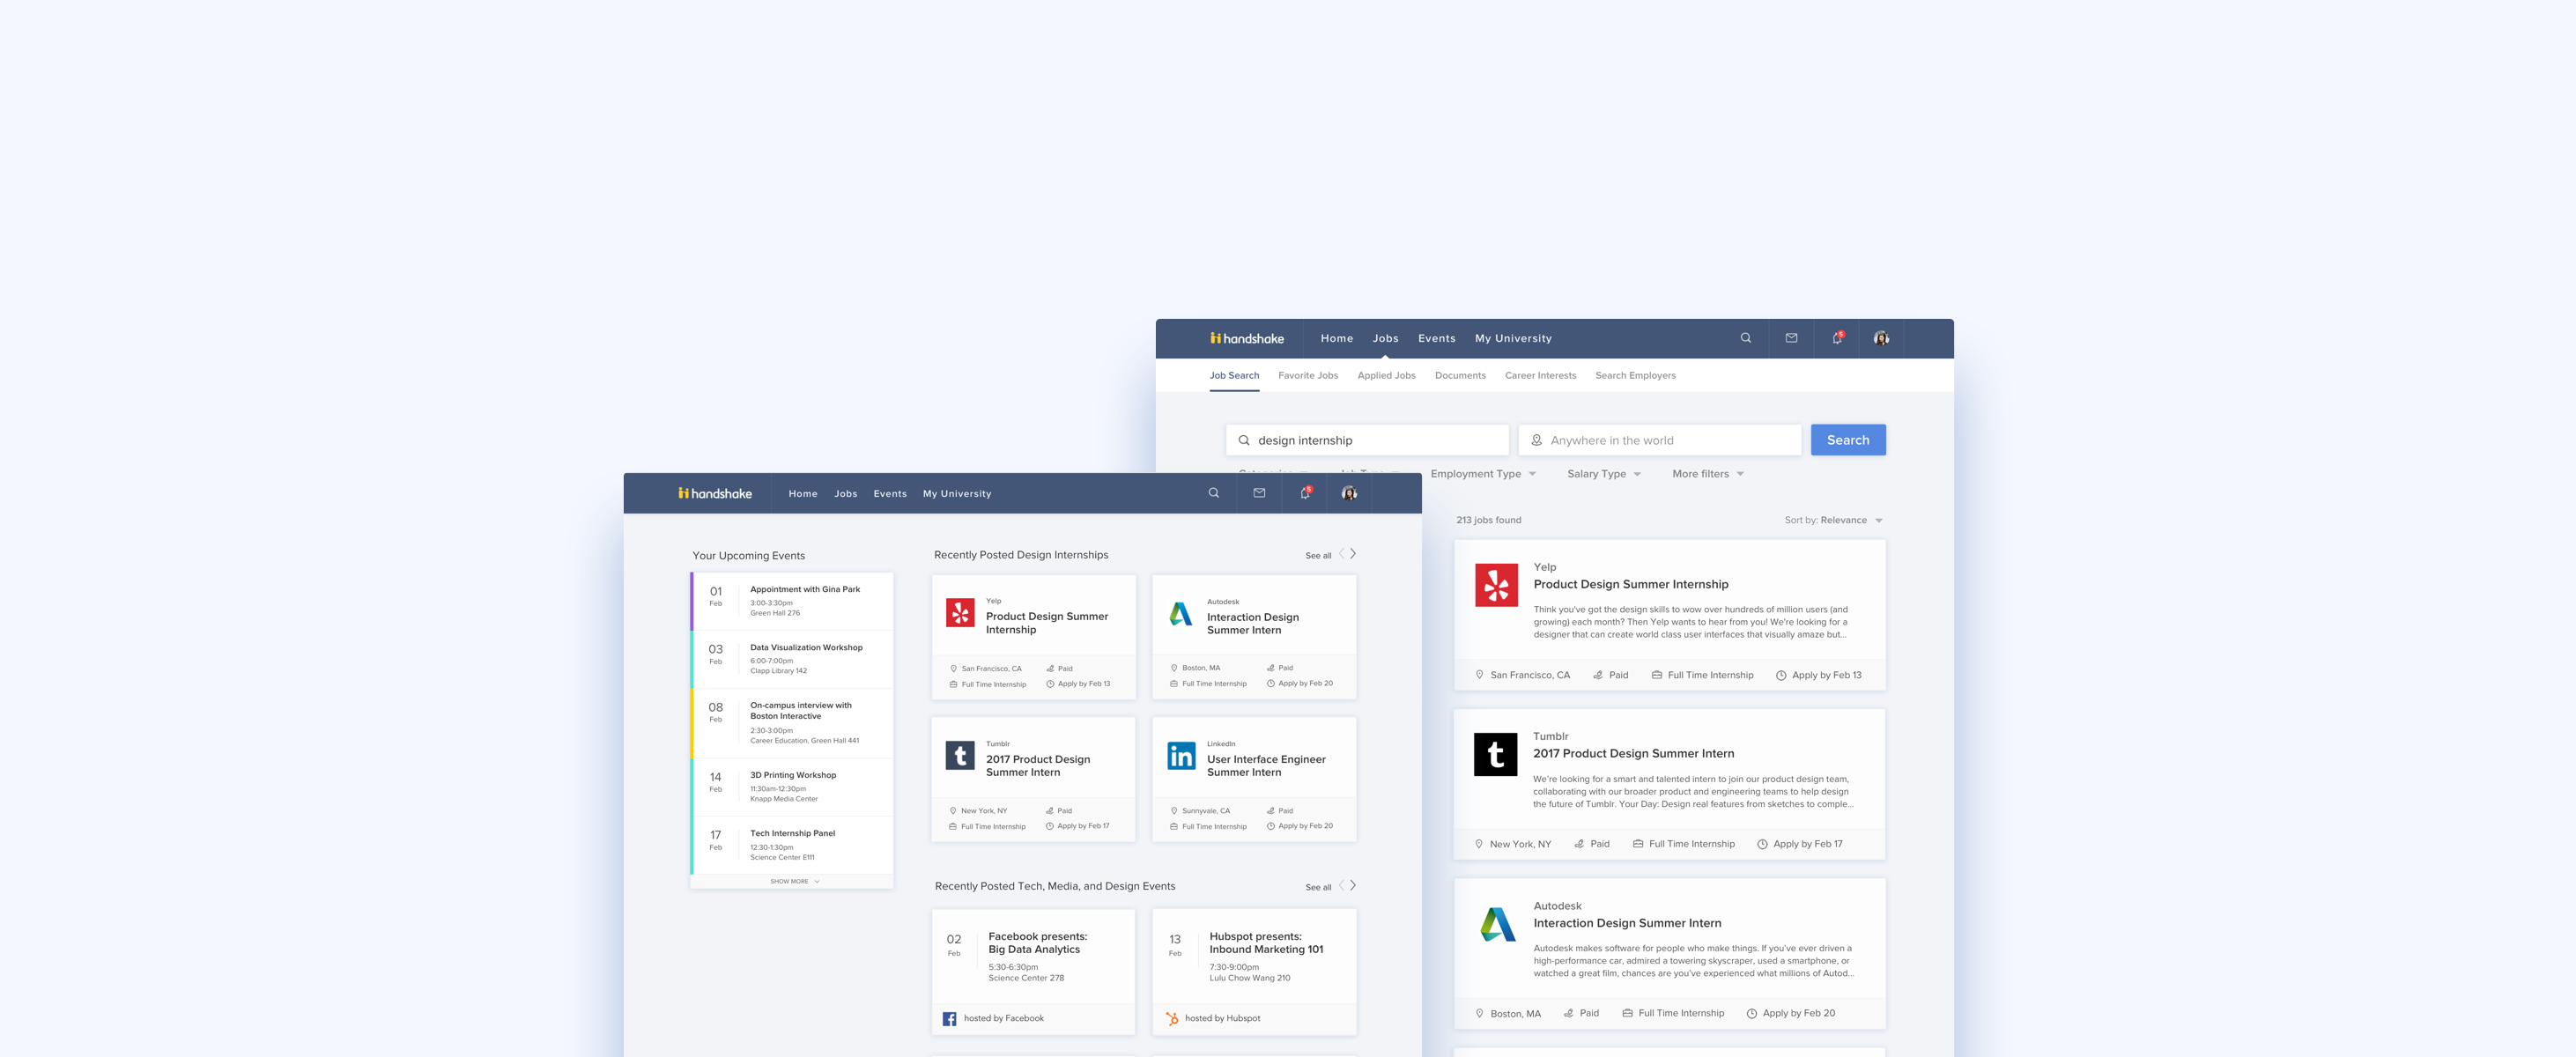 handshake
Home Jobs Events My University
5
Job Search Favorite Jobs Applied Jobs Documents Career Interests Search Employers
design internship
Anywhere in the world
Search
Employment Type Salary Type More filters
213 jobs found
Sort by: Relevance
Yelp
Product Design Summer Internship
Think you've got the design skills to wow over hundreds of million users (and
growing) each month? Then Yelp wants to hear from you! We're looking for a
designer that can create world class user interfaces that visually amaze but...
San Francisco, CA Paid Full Time Internship Apply by Feb 13
Tumblr
2017 Product Design Summer Intern
We're looking for a smart and talented intern to join our product design team,
collaborating with our broader product and engineering teams to help design
the future of Tumblr. Your Day: Design real features from sketches to comple...
New York, NY Paid Full Time Internship Apply by Feb 17
Autodesk
Interaction Design Summer Intern
Autodesk makes software for people who make things. If you've ever driven a
high-performance car, admired a towering skyscraper, used a smartphone, or
watched a great film, chances are you've experienced what millions of Autod...
Boston, MA Paid Full Time Internship Apply by Feb 20
handshake
Home Jobs Events My University
5
Your Upcoming Events
01
Feb
Appointment with Gina Park
3:00-3:30pm
Green Hall 276
03
Feb
Data Visualization Workshop
6:00-7:00pm
Clapp Library 142
08
Feb
On-campus interview with
Boston Interactive
2:30-3:00pm
Career Education, Green Hall 441
14
Feb
3D Printing Workshop
11:30am-12:30pm
Knapp Media Center
17
Feb
Tech Internship Panel
12:30-1:30pm
Science Center E111
SHOW MORE
Recently Posted Design Internships
See all
Yelp
Product Design Summer
Internship
San Francisco, CA Paid
Full Time Internship Apply by Feb 13
Autodesk
Interaction Design
Summer Intern
Boston, MA Paid
Full Time Internship Apply by Feb 20
t
Tumblr
2017 Product Design
Summer Intern
New York, NY Paid
Full Time Internship Apply by Feb 17
in
LinkedIn
User Interface Engineer
Summer Intern
Sunnyvale, CA Paid
Full Time Internship Apply by Feb 20
Recently Posted Tech, Media, and Design Events
See all
02
Feb
Facebook presents:
Big Data Analytics
5:30-6:30pm
Science Center 278
hosted by Facebook
13
Feb
Hubspot presents:
Inbound Marketing 101
7:30-9:00pm
Lulu Chow Wang 210
hosted by Hubspot